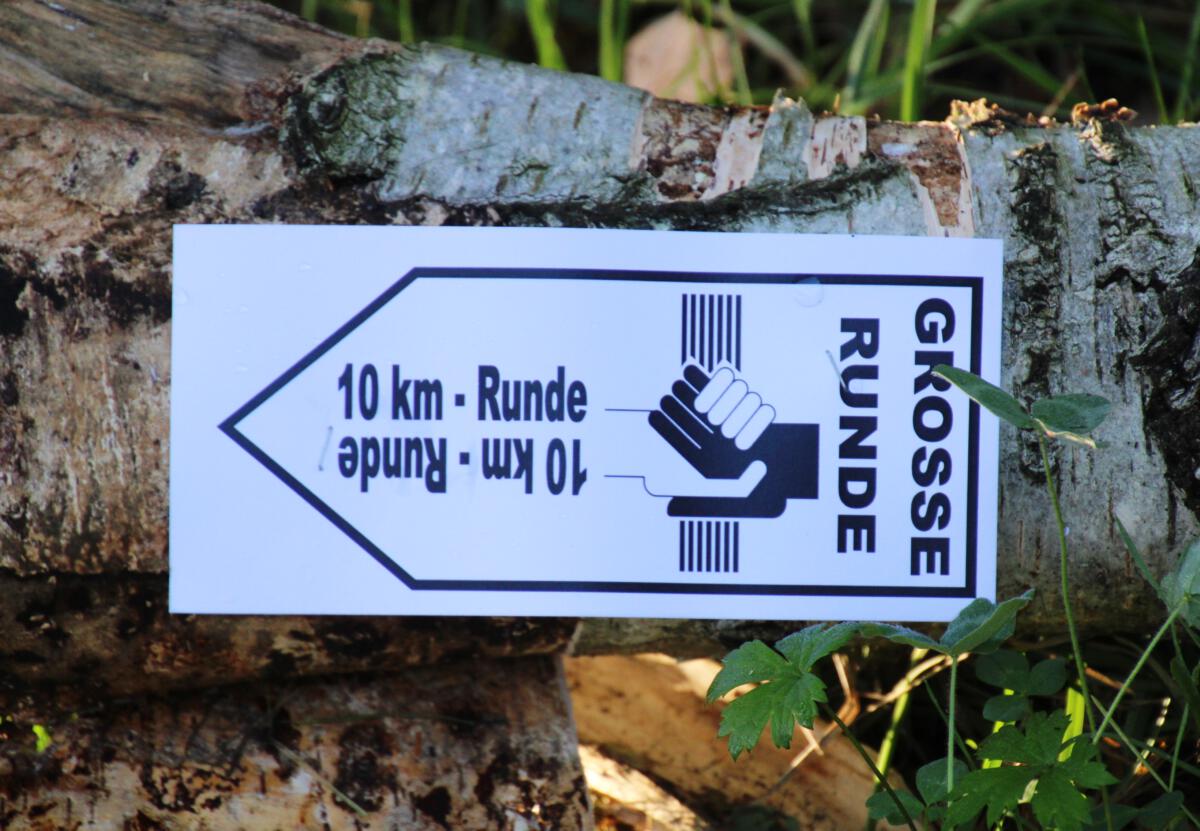 GROSSE
RUNDE
10 km - Runde
10 km - Runde